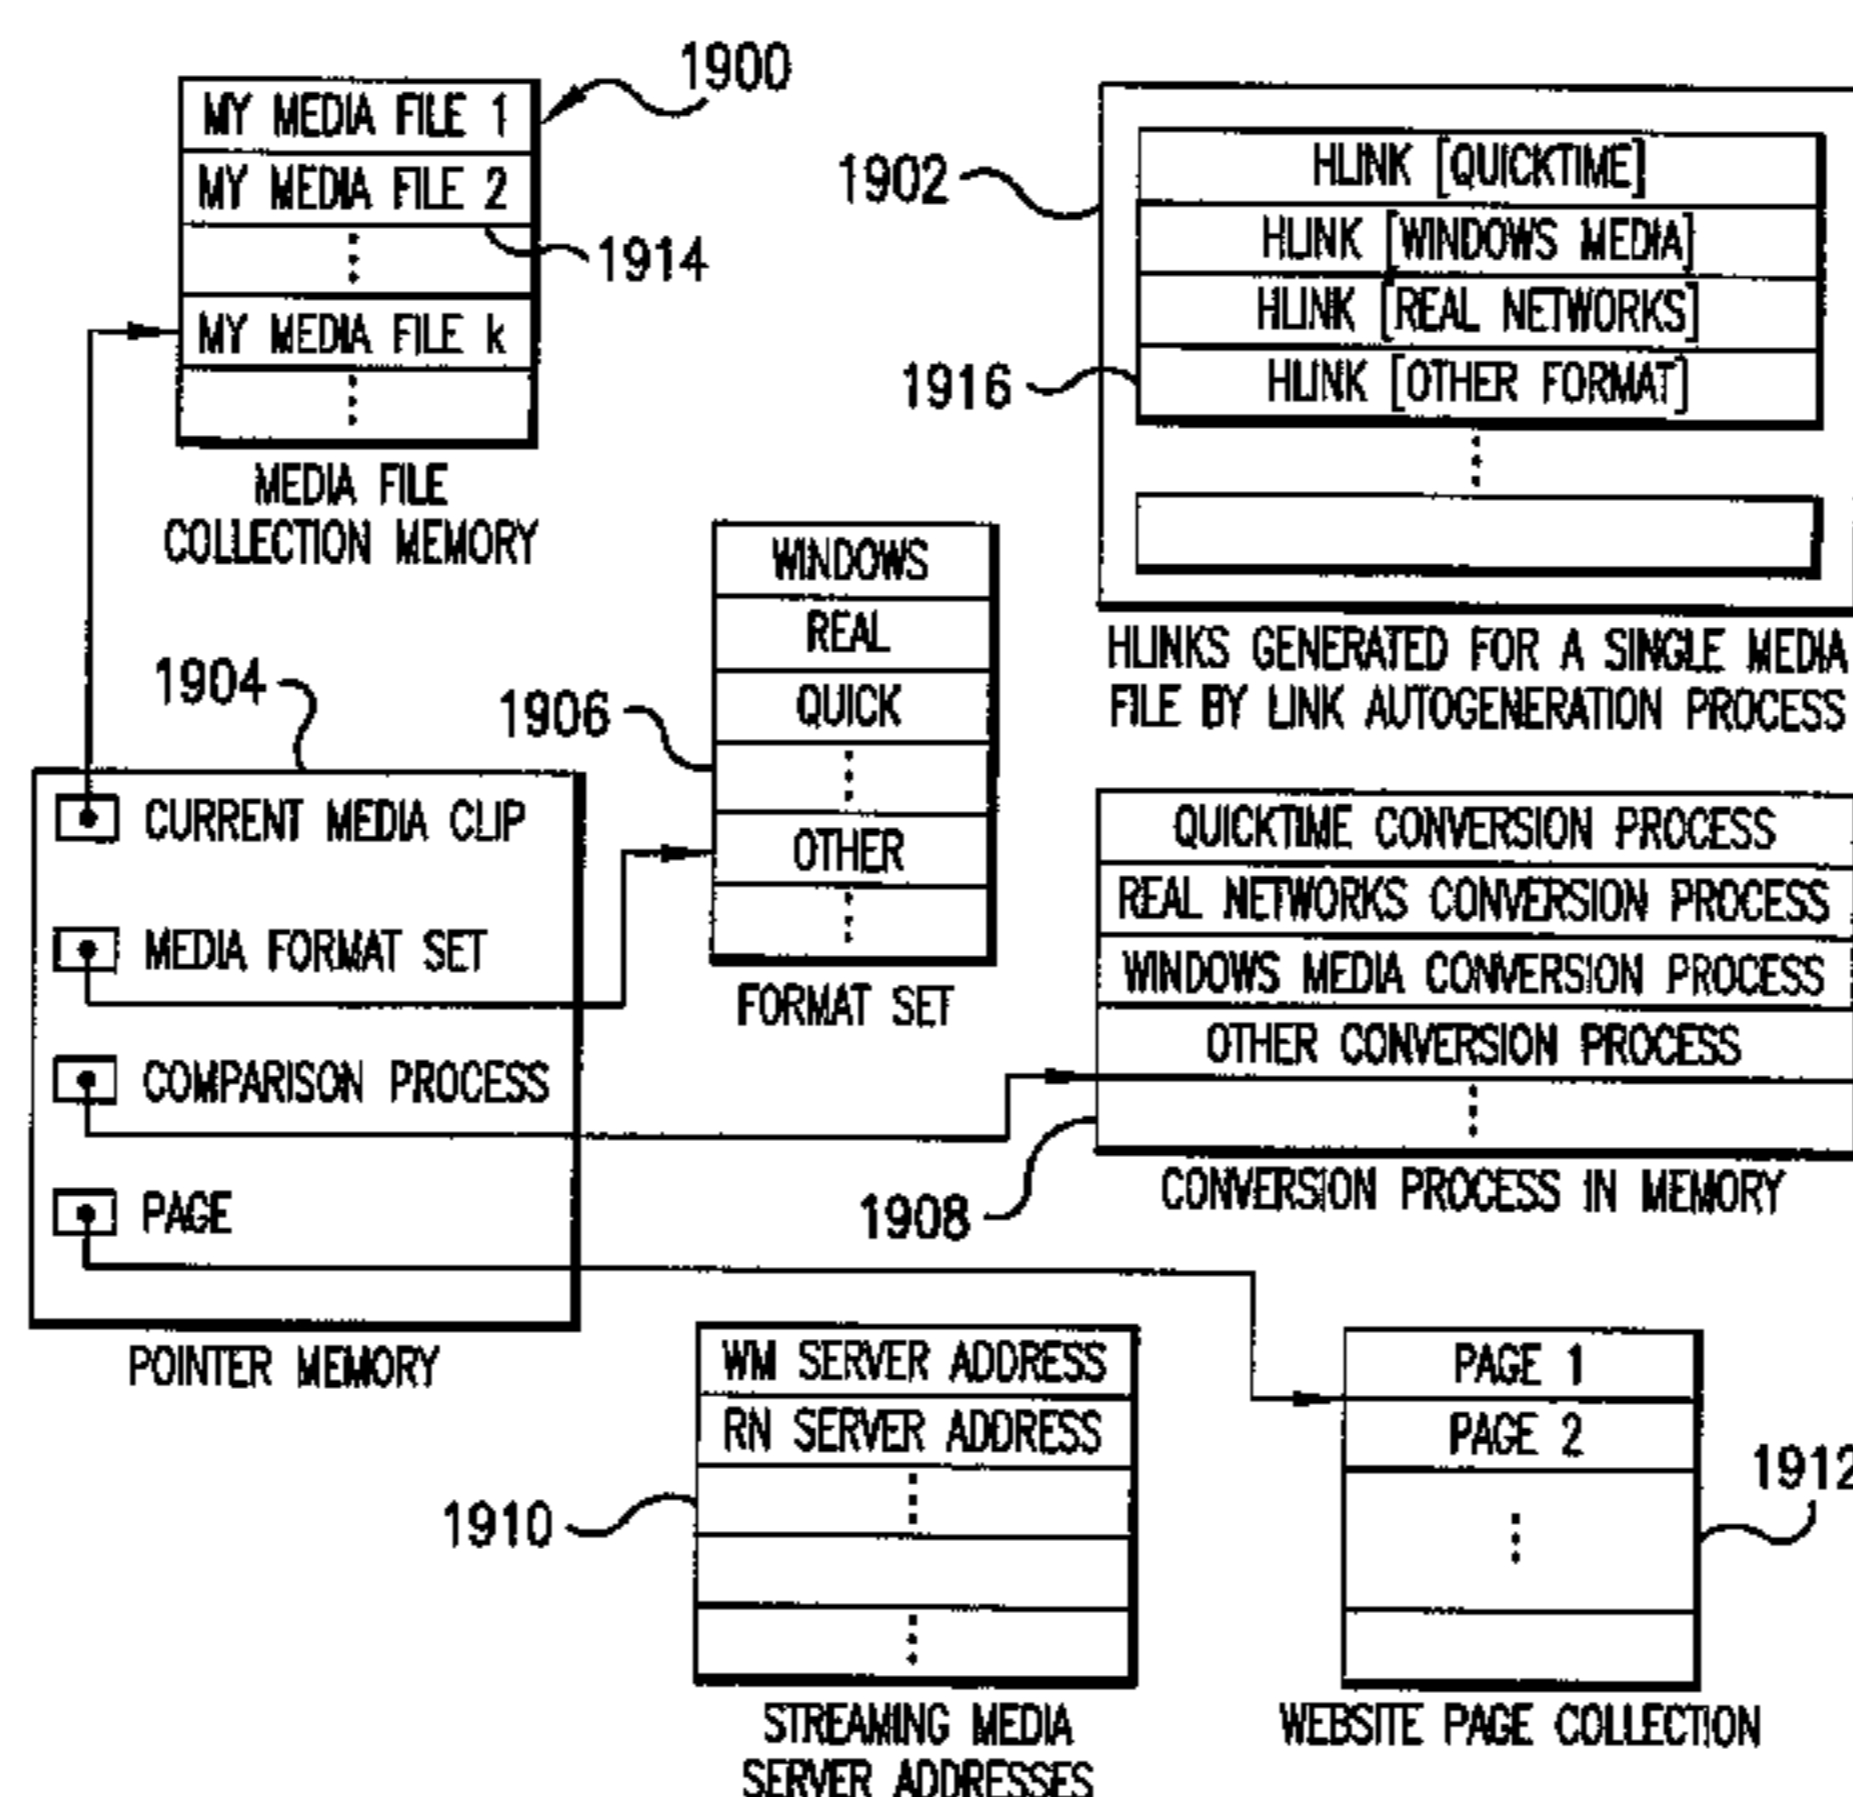 1900
MY MEDIA FILE 1
MY MEDIA FILE 2
1914
MY MEDIA FILE k
MEDIA FILE
COLLECTION MEMORY
1902
HLINK [QUICKTIME]
HLINK [WINDOWS MEDIA]
HLINK [REAL NETWORKS]
1916
HLINK [OTHER FORMAT]
HLINKS GENERATED FOR A SINGLE MEDIA
FILE BY LINK AUTOGENERATION PROCESS
1904
CURRENT MEDIA CLIP
MEDIA FORMAT SET
COMPARISON PROCESS
PAGE
POINTER MEMORY
1906
WINDOWS
REAL
QUICK
OTHER
FORMAT SET
QUICKTIME CONVERSION PROCESS
REAL NETWORKS CONVERSION PROCESS
WINDOWS MEDIA CONVERSION PROCESS
OTHER CONVERSION PROCESS
1908
CONVERSION PROCESS IN MEMORY
WM SERVER ADDRESS
RN SERVER ADDRESS
1910
STREAMING MEDIA
SERVER ADDRESSES
PAGE 1
PAGE 2
1912
WEBSITE PAGE COLLECTION